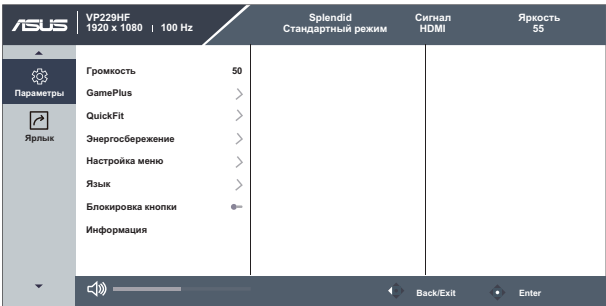 ASUS
VP229HF
1920 x 1080 | 100 Hz
Splendid
Стандартный режим
Сигнал
HDMI
Яркость
55
Параметры
Ярлык
Громкость 50
GamePlus
QuickFit
Энергосбережение
Настройка меню
Язык
Блокировка кнопки
Информация
Back/Exit
Enter